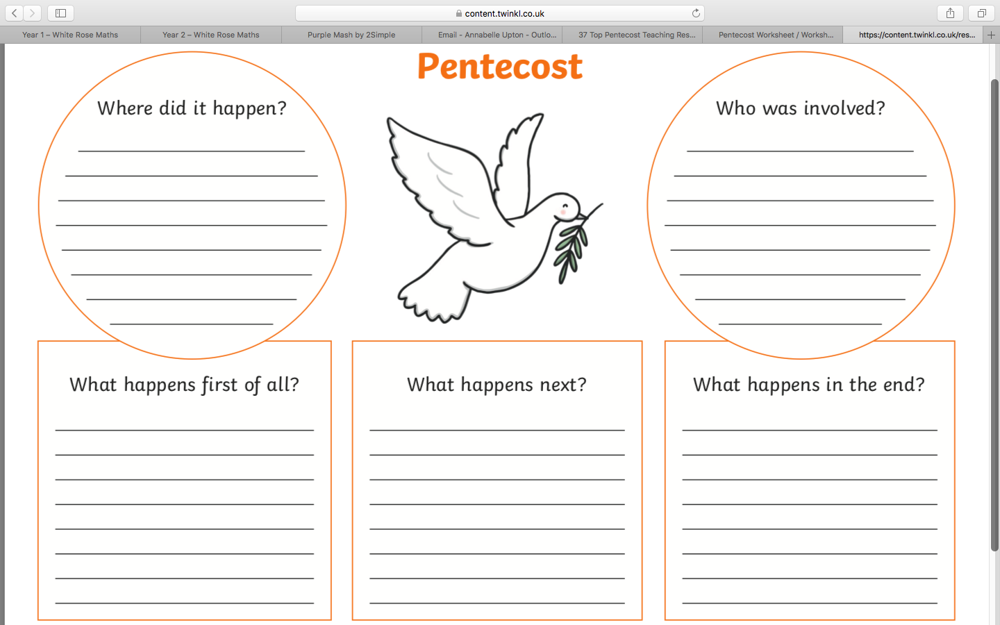 content.twinkl.co.uk
Year 1 – White Rose Maths
Year 2 – White Rose Maths
Purple Mash by 2Simple
Email - Annabelle Upton - Outlo...
37 Top Pentecost Teaching Res...
Pentecost Worksheet / Worksh...
https://content.twinkl.co.uk/res...
Pentecost
Where did it happen?
Who was involved?
What happens first of all?
What happens next?
What happens in the end?